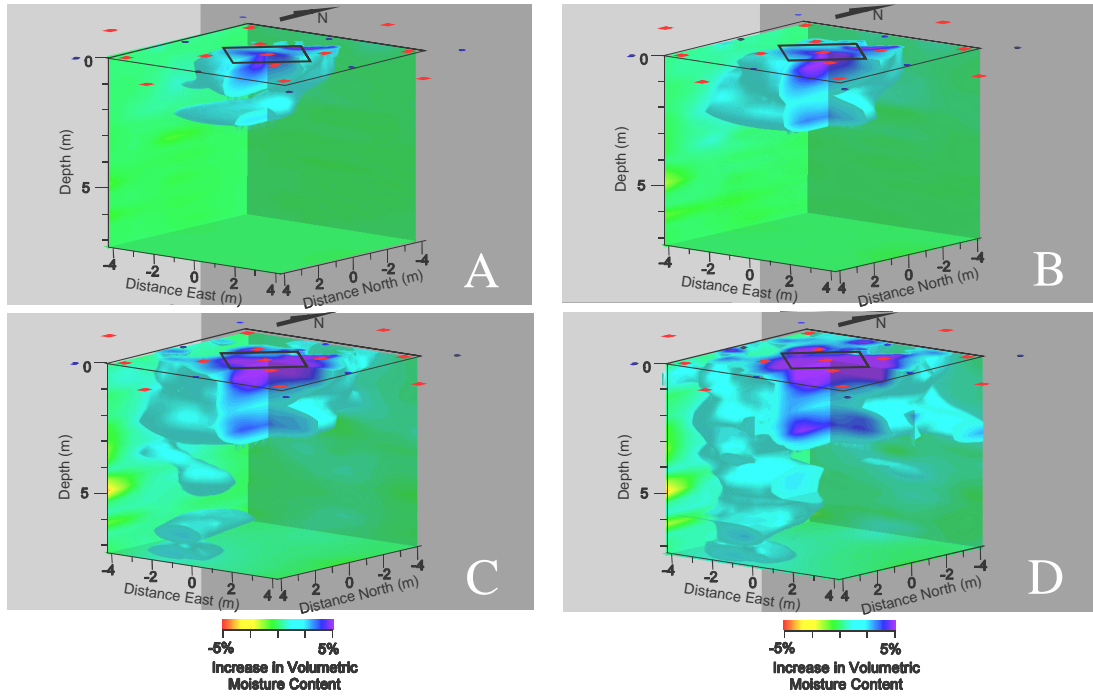 N
0
5
Depth (m)
-4
-2
0
2
4
Distance East (m)
4
2
0
-2
-4
Distance North (m)
A
N
0
5
Depth (m)
-4
-2
0
2
4
Distance East (m)
4
2
0
-2
-4
Distance North (m)
B
N
0
5
Depth (m)
-4
-2
0
2
4
Distance East (m)
4
2
0
-2
-4
Distance North (m)
C
N
0
5
Depth (m)
-4
-2
0
2
4
Distance East (m)
4
2
0
-2
-4
Distance North (m)
D
-5% 5%
Increase in Volumetric
Moisture Content
-5% 5%
Increase in Volumetric
Moisture Content